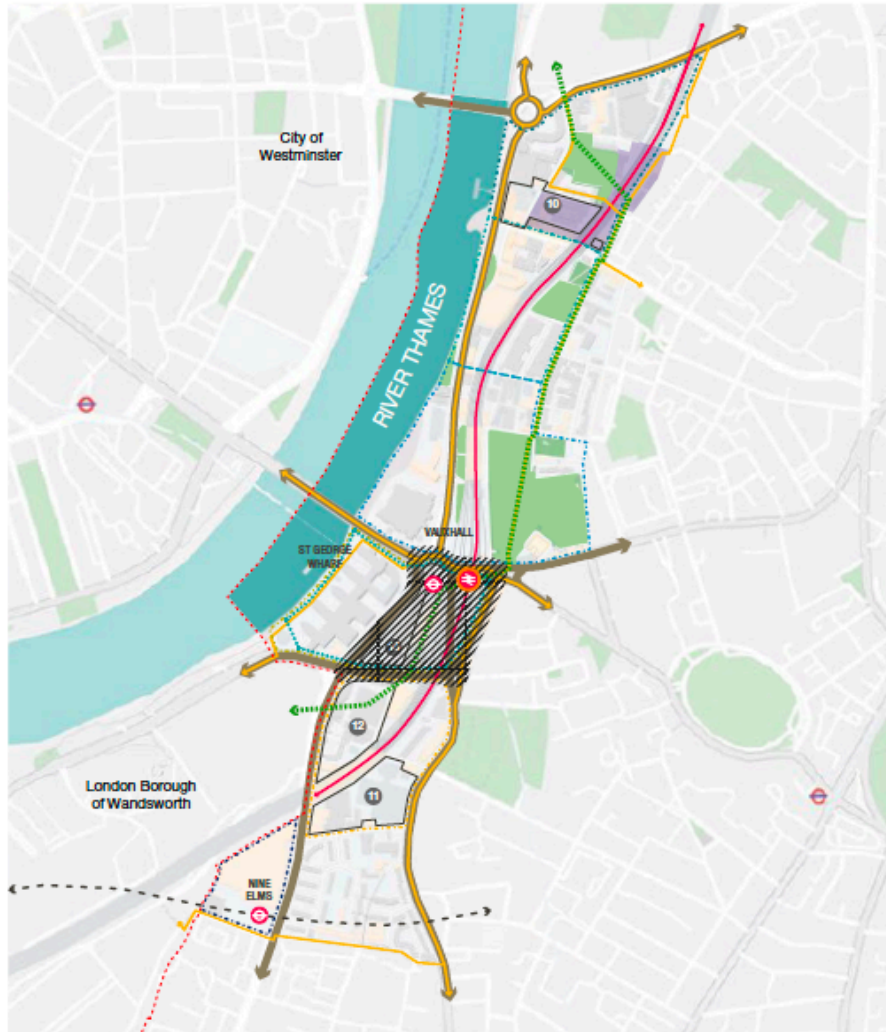 City of
Westminster
10
RIVER THAMES
VAUXHALL
ST GEORGE
WHARF
12
London Borough
of Wandsworth
11
NINE
ELMS